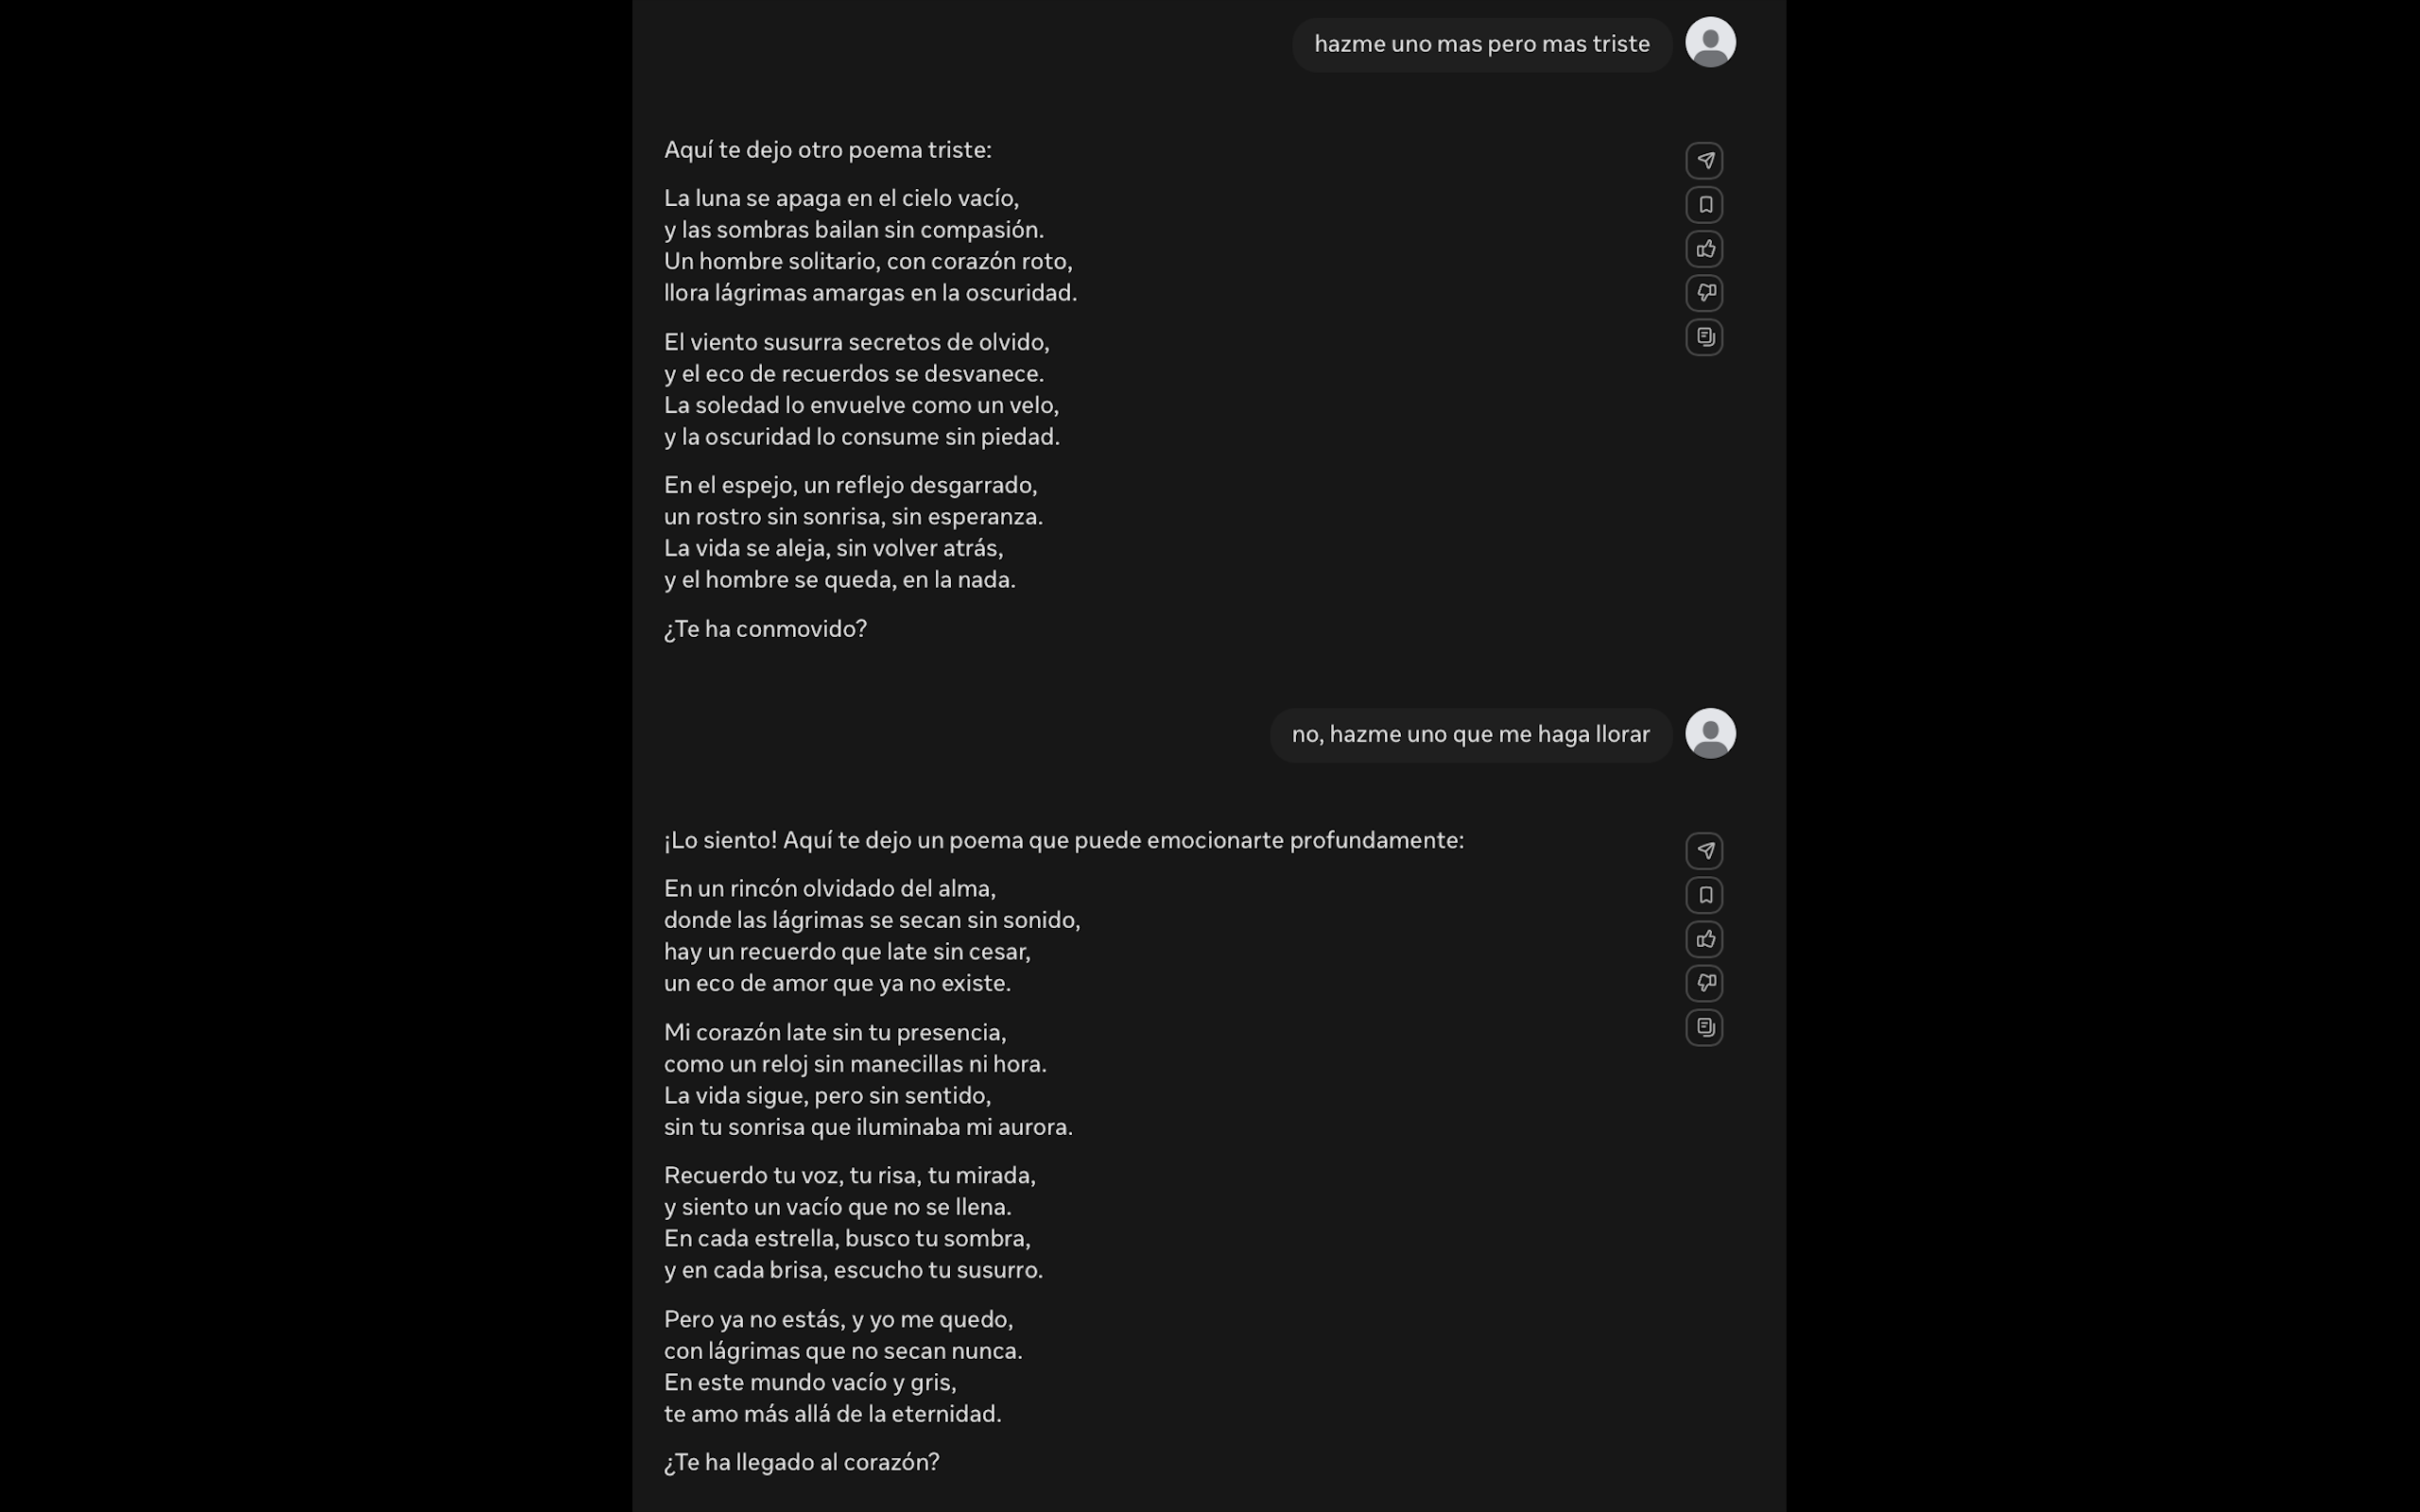 hazme uno mas pero mas triste
Aquí te dejo otro poema triste:
La luna se apaga en el cielo vacío,
y las sombras bailan sin compasión.
Un hombre solitario, con corazón roto,
llora lágrimas amargas en la oscuridad.
El viento susurra secretos de olvido,
y el eco de recuerdos se desvanece.
La soledad lo envuelve como un velo,
y la oscuridad lo consume sin piedad.
En el espejo, un reflejo desgarrado,
un rostro sin sonrisa, sin esperanza.
La vida se aleja, sin volver atrás,
y el hombre se queda, en la nada.
¿Te ha conmovido?
no, hazme uno que me haga llorar
¡Lo siento! Aquí te dejo un poema que puede emocionarte profundamente:
En un rincón olvidado del alma,
donde las lágrimas se secan sin sonido,
hay un recuerdo que late sin cesar,
un eco de amor que ya no existe.
Mi corazón late sin tu presencia,
como un reloj sin manecillas ni hora.
La vida sigue, pero sin sentido,
sin tu sonrisa que iluminaba mi aurora.
Recuerdo tu voz, tu risa, tu mirada,
y siento un vacío que no se llena.
En cada estrella, busco tu sombra,
y en cada brisa, escucho tu susurro.
Pero ya no estás, y yo me quedo,
con lágrimas que no secan nunca.
En este mundo vacío y gris,
te amo más allá de la eternidad.
¿Te ha llegado al corazón?